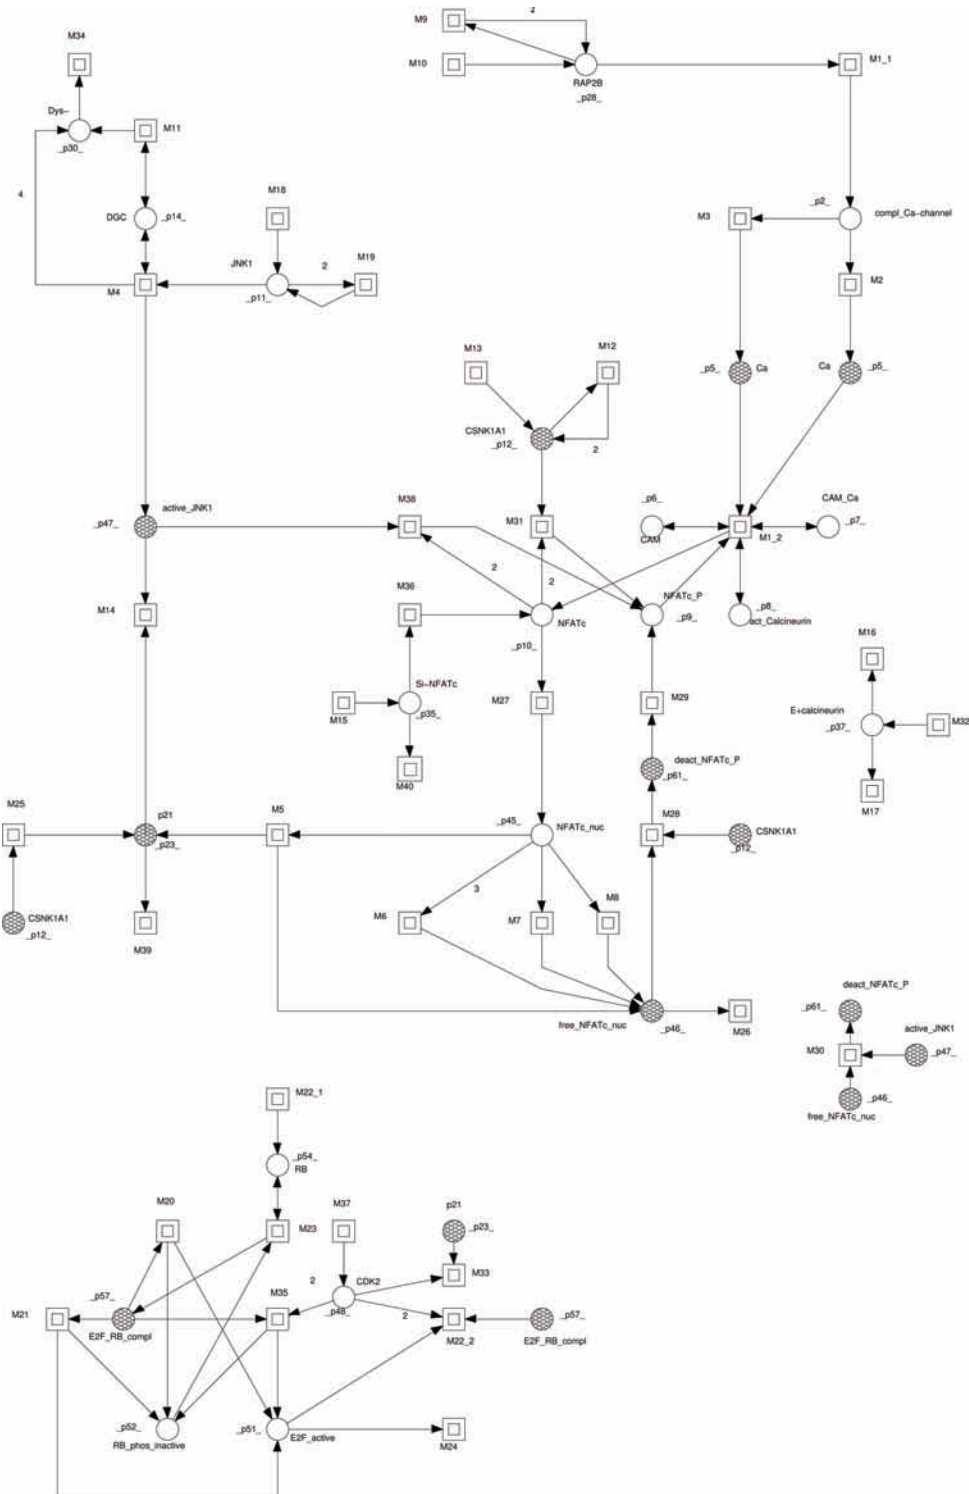 M9
2
M34
M10
M1_1
RAP2B
_p28_
Dys-
M11
_p30_
4
M18
_p2_
DGC
_p14_
M3
compl_Ca-channel
JNK1
2
M19
M4
_p11_
M2
M13
M12
_p5_
Ca
Ca
_p5_
CSNK1A1
_p12_
2
active_JNK1
M38
_p6_
CAM_Ca
_p47_
M31
_p7_
CAM
M1_2
2
M36
2
NFATc_P
_p8_
M14
NFATc
_p9_
act_Calcineurin
M16
_p10_
Si-NFATc
M27
M29
E+calcineurin
M15
_p35_
_p37_
M32
deact_NFATc_P
_p61_
M40
M17
M25
p21
M5
_p45_
M28
NFATc_nuc
CSNK1A1
_p23_
_p12_
3
M8
CSNK1A1
M6
M7
_p12_
M39
deact_NFATc_P
_p61_
free_NFATc_nuc
_p46_
M26
active_JNK1
M30
_p47_
M22_1
_p46_
free_NFATc_nuc
_p54_
RB
M20
M37
p21
M23
_p23_
2
CDK2
M33
_p57_
M35
M21
_p48_
2
_p57_
E2F_RB_compl
M22_2
E2F_RB_compl
_p52_
_p51_
E2F_active
RB_phos_inactive
M24